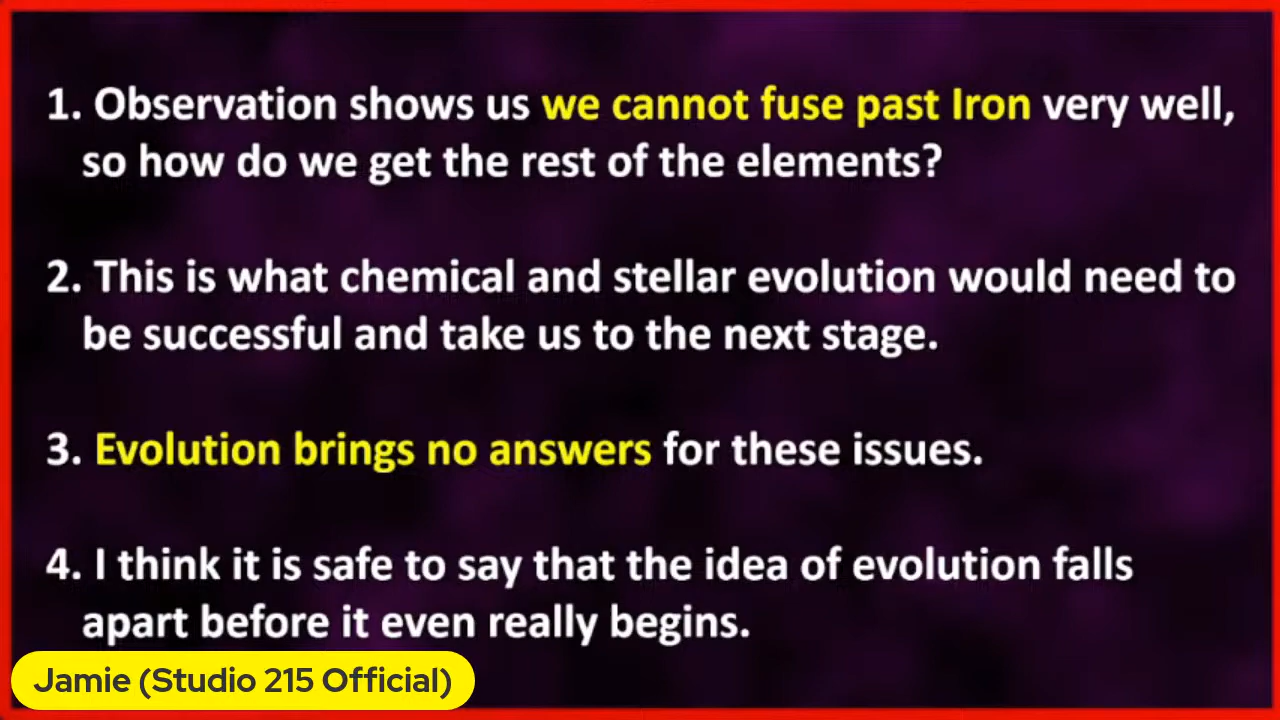 1. Observation shows us we cannot fuse past Iron very well,
so how do we get the rest of the elements?
2. This is what chemical and stellar evolution would need to
be successful and take us to the next stage.
3. Evolution brings no answers for these issues.
4. I think it is safe to say that the idea of evolution falls
apart before it even really begins.
Jamie (Studio 215 Official)